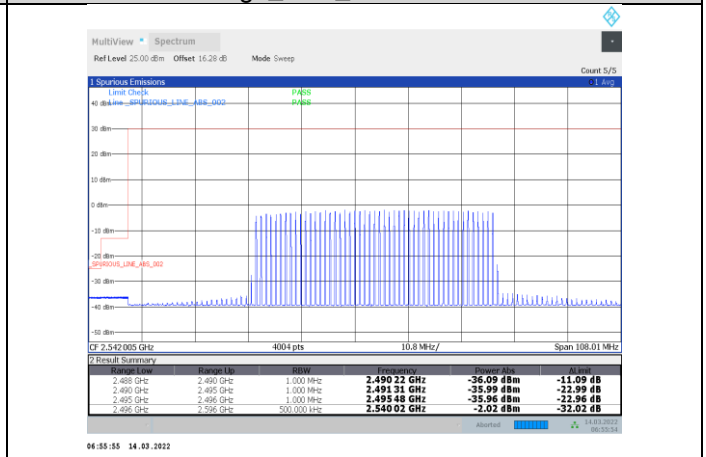 MultiView Spectrum
Ref Level 25.00 dBm Offset 16.28 dB Mode Sweep
Count 5/5
1 Spurious Emissions 1 Avg
Limit Check PASS
40 dBm Line _SPURIOUS_LINE_ABS_002 PASS
30 dBm
20 dBm
10 dBm
0 dBm
-10 dBm
-20 dBm
_SPURIOUS_LINE_ABS_002
-30 dBm
-40 dBm
-50 dBm
CF 2.542 005 GHz 4004 pts 10.8 MHz/ Span 108.01 MHz
2 Result Summary
Range Low Range Up RBW Frequency Power Abs ΔLimit
2.488 GHz 2.490 GHz 1.000 MHz 2.490 22 GHz -36.09 dBm -11.09 dB
2.490 GHz 2.495 GHz 1.000 MHz 2.491 31 GHz -35.99 dBm -22.99 dB
2.495 GHz 2.496 GHz 1.000 MHz 2.495 48 GHz -35.96 dBm -22.96 dB
2.496 GHz 2.596 GHz 500.000 kHz 2.540 02 GHz -2.02 dBm -32.02 dB
Aborted 14.03.2022
06:55:54
06:55:55 14.03.2022